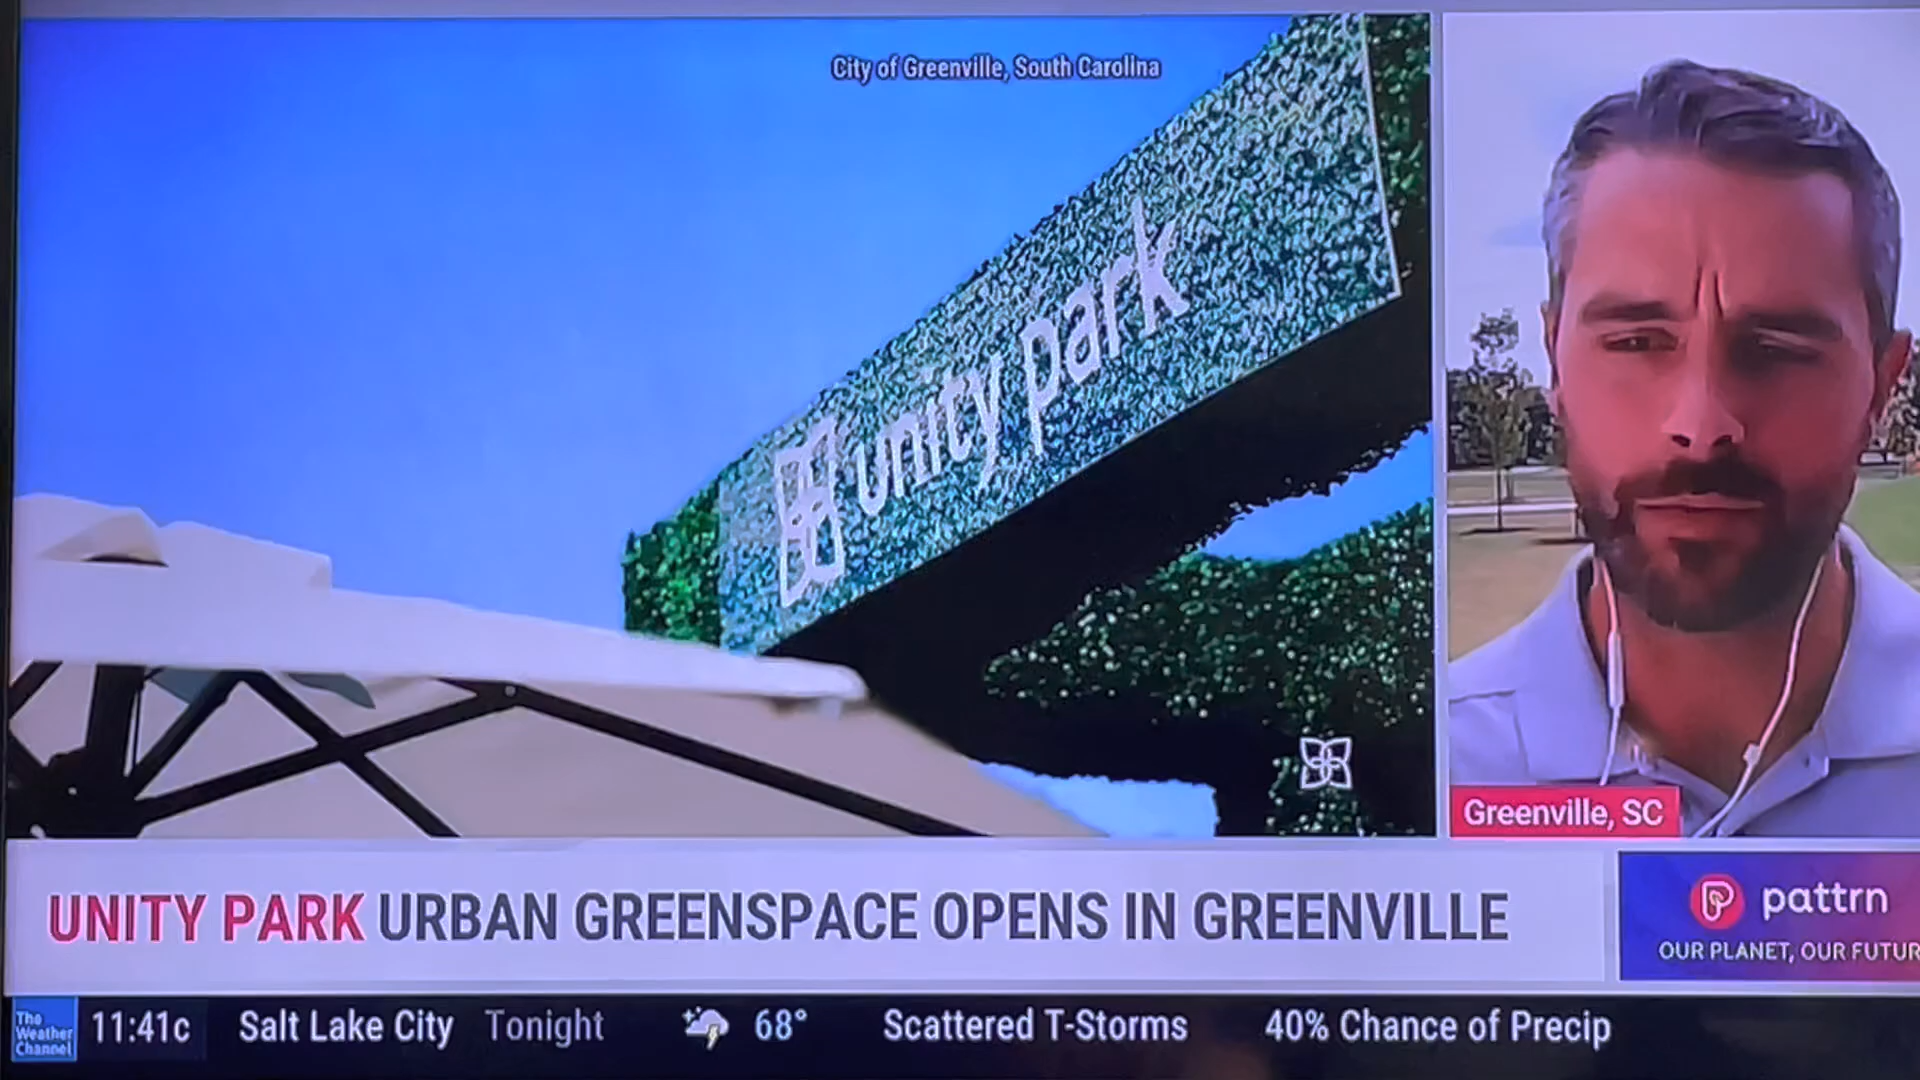 City of Greenville, South Carolina
unity park
Greenville, SC
UNITY PARK URBAN GREENSPACE OPENS IN GREENVILLE
pattrn
OUR PLANET, OUR FUTUR
The
Weather
Channel
11:41c Salt Lake City Tonight 68° Scattered T-Storms 40% Chance of Precip